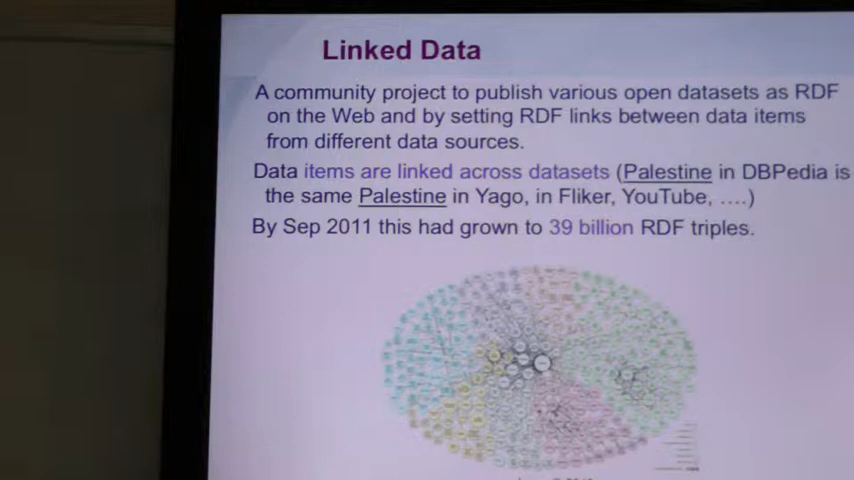 Linked Data
A community project to publish various open datasets as RDF
on the Web and by setting RDF links between data items
from different data sources.
Data items are linked across datasets (Palestine in DBPedia is
the same Palestine in Yago, in Fliker, YouTube, ….)
By Sep 2011 this had grown to 39 billion RDF triples.